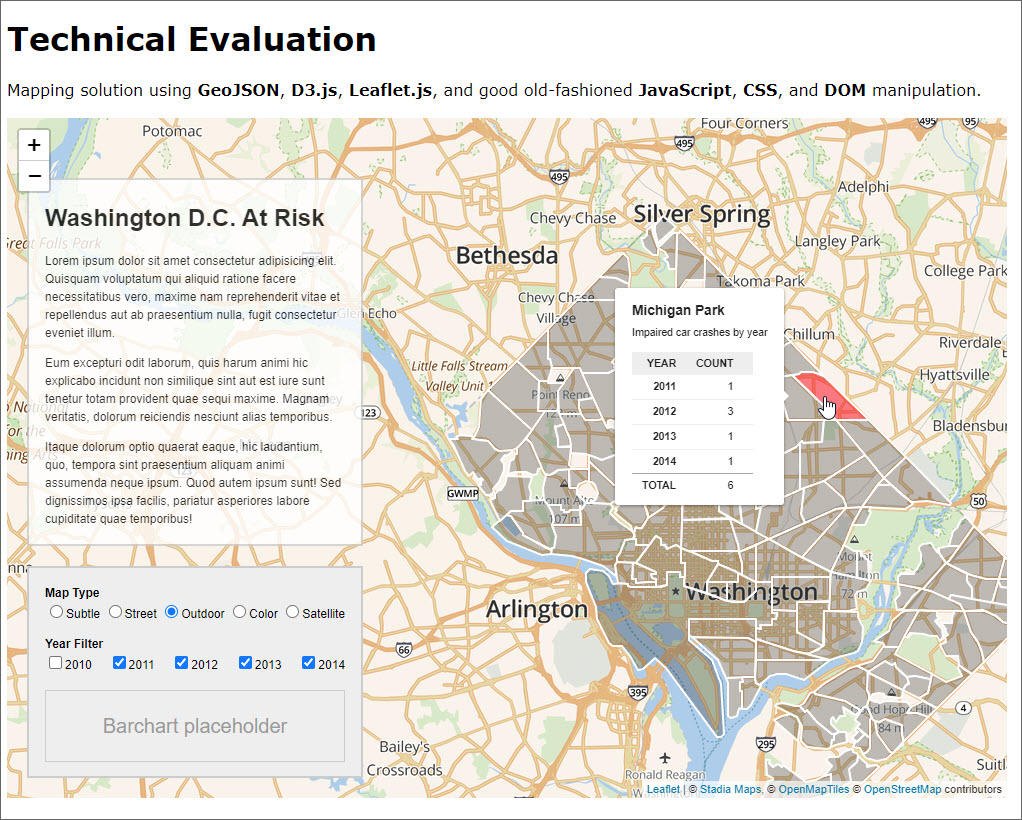 Technical Evaluation
Mapping solution using GeoJSON, D3.js, Leaflet.js, and good old-fashioned JavaScript, CSS, and DOM manipulation.
+
−
Potomac
Four Corners
495
95
495
495
Adelphi
Chevy Chase
Silver Spring
Langley Park
Bethesda
College Park
Takoma Park
Great Falls Park
Washington D.C. At Risk
Lorem ipsum dolor sit amet consectetur adipisicing elit.
Quisquam voluptatum qui aliquid ratione facere
necessitatibus vero, maxime nam reprehenderit vitae et
repellendus aut ab praesentium nulla, fugit consectetur
eveniet illum.
Eum excepturi odit laborum, quis harum animi hic
explicabo incidunt non similique sint aut est iure sunt
tenetur totam provident quae sequi maxime. Magnam
veritatis, dolorum reiciendis nesciunt alias temporibus.
Itaque dolorum optio quaerat eaque, hic laudantium,
quo, tempora sint praesentium aliquam animi
assumenda neque ipsum. Quod autem ipsum sunt! Sed
dignissimos ipsa facilis, pariatur asperiores labore
cupiditate quae temporibus!
Glen Echo
Chevy Chase
Village
Chillum
Riverdale
Hyattsville
Little Falls Stream
Valley Unit
Point Reno
123
Bladensbur
Michigan Park
Impaired car crashes by year
YEAR COUNT
2011 1
2012 3
2013 1
2014 1
TOTAL 6
GWMP
Mount Alto
107 m
50
Mount
Hamilton
72 m
Washington
Arlington
66
395
Good Hope Hill
84 m
4
295
Suitl
Bailey's
Crossroads
Ronald Reagan
Map Type
Subtle Street Outdoor Color Satellite
Year Filter
2010 2011 2012 2013 2014
Barchart placeholder
Leaflet | © Stadia Maps, © OpenMapTiles © OpenStreetMap contributors